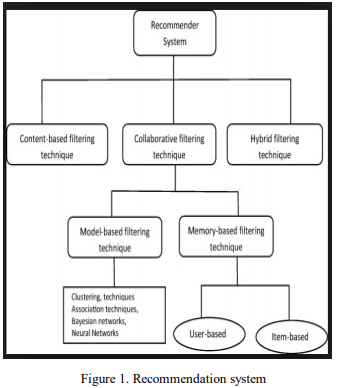 Recommender
System
Content-based filtering
technique
Collaborative filtering
technique
Hybrid filtering
technique
Model-based filtering
technique
Memory-based filtering
technique
Clustering, techniques
Association techniques,
Bayesian networks,
Neural Networks
User-based
Item-based
Figure 1. Recommendation system